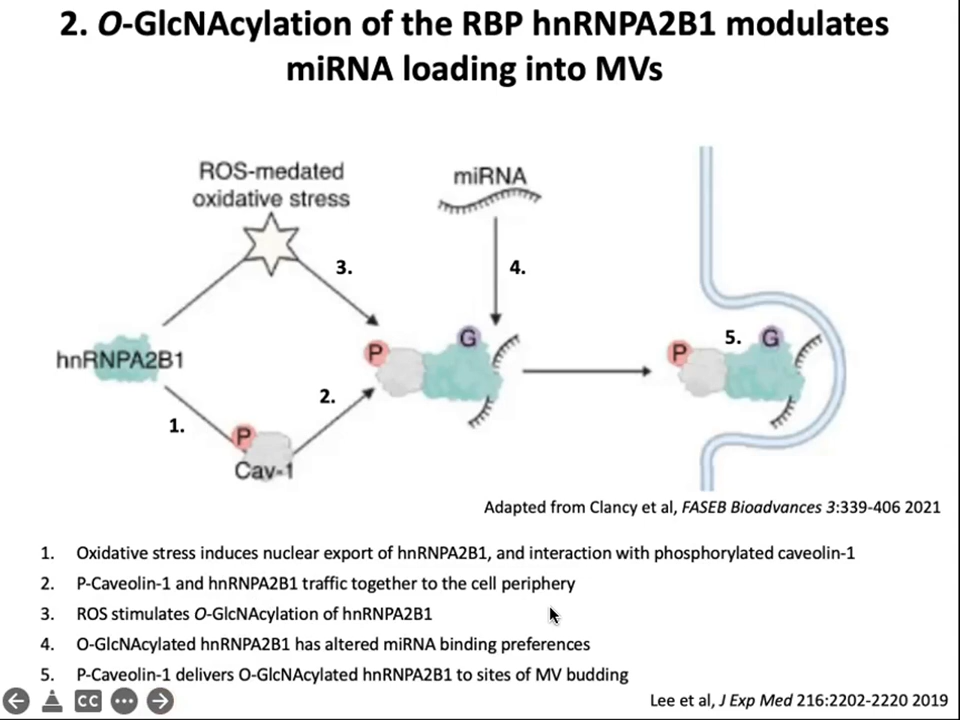 2. O-GlcNAcylation of the RBP hnRNPA2B1 modulates
miRNA loading into MVs
ROS-medated
oxidative stress
miRNA
3.
4.
hnRNPA2B1
P
G
P
5.
G
2.
1.
P
Cav-1
Adapted from Clancy et al, FASEB Bioadvances 3:339-406 2021
1. Oxidative stress induces nuclear export of hnRNPA2B1, and interaction with phosphorylated caveolin-1
2. P-Caveolin-1 and hnRNPA2B1 traffic together to the cell periphery
3. ROS stimulates O-GlcNAcylation of hnRNPA2B1
4. O-GlcNAcylated hnRNPA2B1 has altered miRNA binding preferences
5. P-Caveolin-1 delivers O-GlcNAcylated hnRNPA2B1 to sites of MV budding
CC
Lee et al, J Exp Med 216:2202-2220 2019